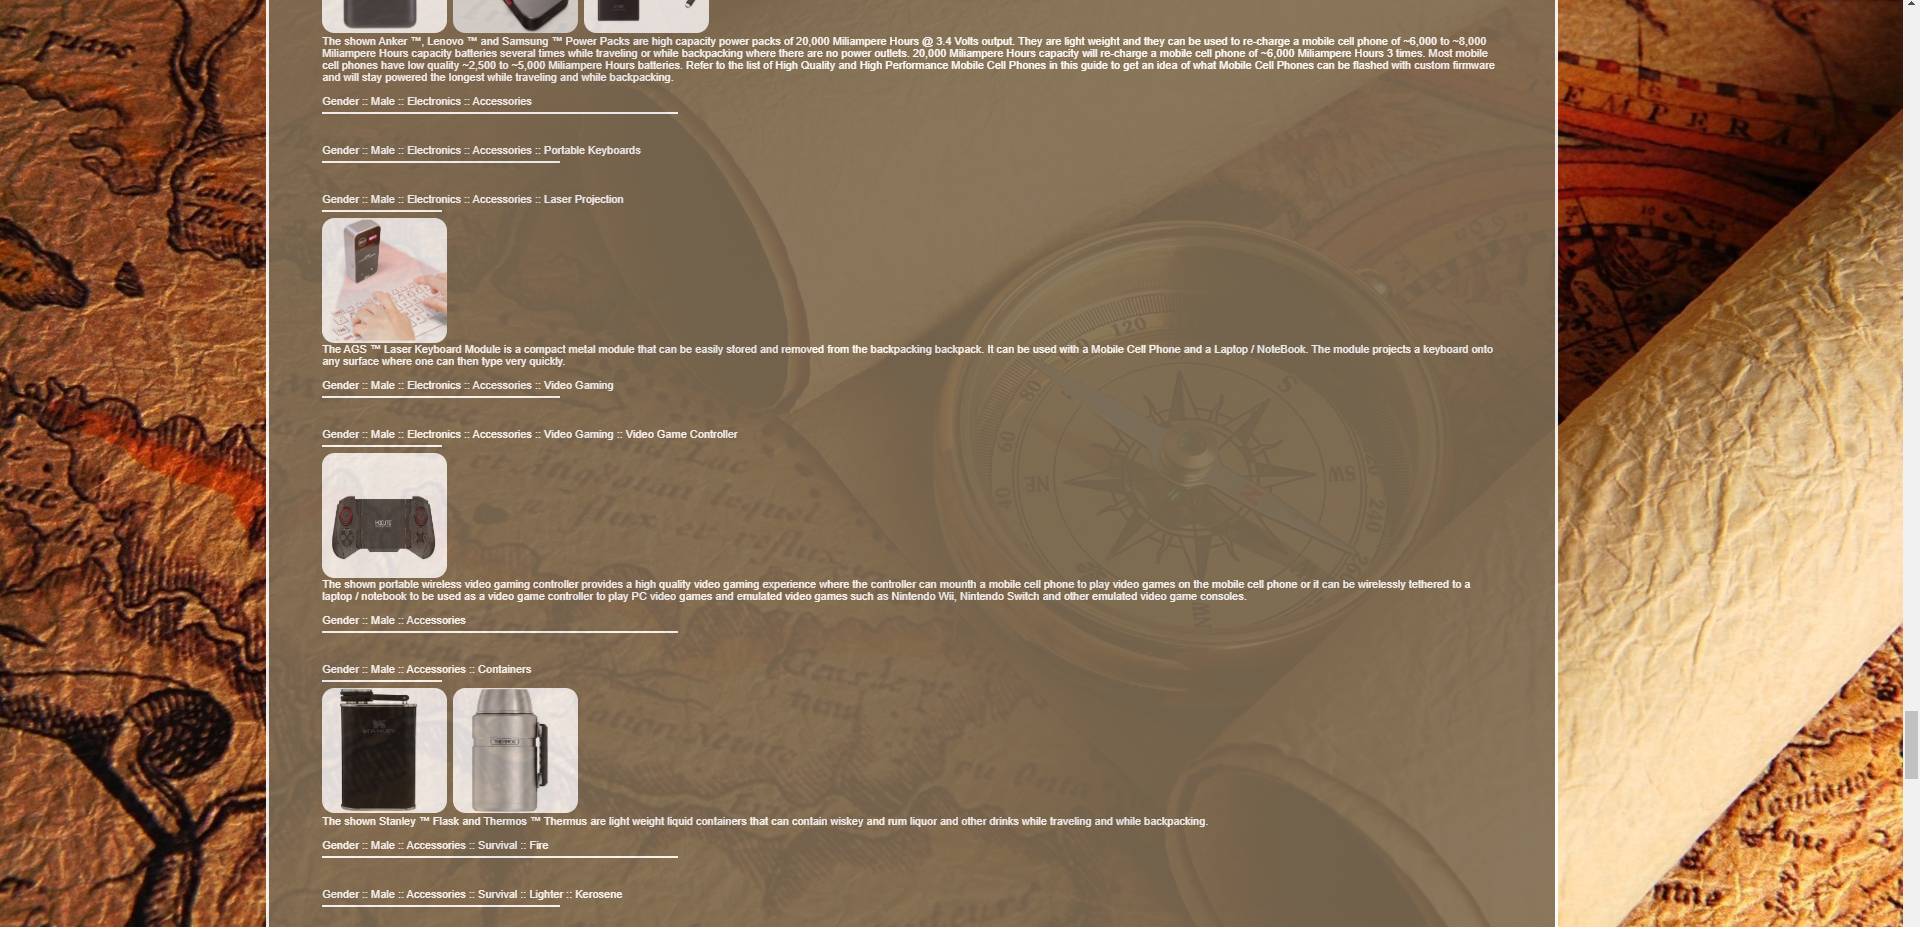 The shown Anker ™, Lenovo ™ and Samsung ™ Power Packs are high capacity power packs of 20,000 Miliampere Hours @ 3.4 Volts output. They are light weight and they can be used to re-charge a mobile cell phone of ~6,000 to ~8,000
Miliampere Hours capacity batteries several times while traveling or while backpacking where there are no power outlets. 20,000 Miliampere Hours capacity will re-charge a mobile cell phone of ~6,000 Miliampere Hours 3 times. Most mobile
cell phones have low quality ~2,500 to ~5,000 Miliampere Hours batteries. Refer to the list of High Quality and High Performance Mobile Cell Phones in this guide to get an idea of what Mobile Cell Phones can be flashed with custom firmware
and will stay powered the longest while traveling and while backpacking.
Gender :: Male :: Electronics :: Accessories
Gender :: Male :: Electronics :: Accessories :: Portable Keyboards
Gender :: Male :: Electronics :: Accessories :: Laser Projection
The AGS ™ Laser Keyboard Module is a compact metal module that can be easily stored and removed from the backpacking backpack. It can be used with a Mobile Cell Phone and a Laptop / NoteBook. The module projects a keyboard onto
any surface where one can then type very quickly.
Gender :: Male :: Electronics :: Accessories :: Video Gaming
Gender :: Male :: Electronics :: Accessories :: Video Gaming :: Video Game Controller
The shown portable wireless video gaming controller provides a high quality video gaming experience where the controller can mounth a mobile cell phone to play video games on the mobile cell phone or it can be wirelessly tethered to a
laptop / notebook to be used as a video game controller to play PC video games and emulated video games such as Nintendo Wii, Nintendo Switch and other emulated video game consoles.
Gender :: Male :: Accessories
Gender :: Male :: Accessories :: Containers
STANLEY
THERMOS
The shown Stanley ™ Flask and Thermos ™ Thermus are light weight liquid containers that can contain wiskey and rum liquor and other drinks while traveling and while backpacking.
Gender :: Male :: Accessories :: Survival :: Fire
Gender :: Male :: Accessories :: Survival :: Lighter :: Kerosene
120
80
60
40
NE
S
SW
240
N
TEMPERA